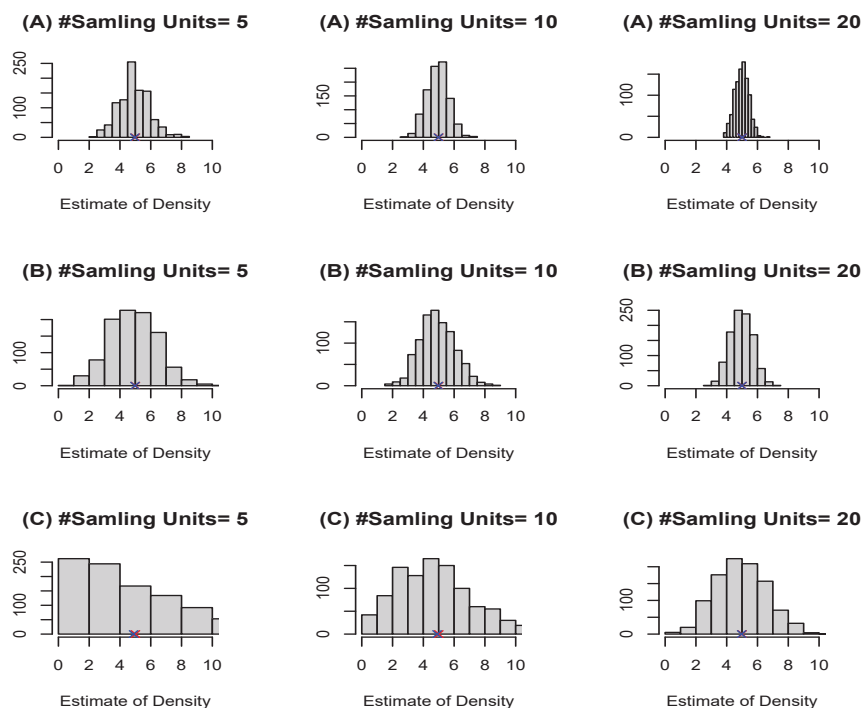 (A) #Samling Units= 5
(A) #Samling Units= 10
(A) #Samling Units= 20
250
100
0
0 2 4 6 8 10
Estimate of Density
250
100
0
0 2 4 6 8 10
Estimate of Density
100
0
0 2 4 6 8 10
Estimate of Density
(B) #Samling Units= 5
(B) #Samling Units= 10
(B) #Samling Units= 20
100
0
0 2 4 6 8 10
Estimate of Density
100
0
0 2 4 6 8 10
Estimate of Density
250
100
0
0 2 4 6 8 10
Estimate of Density
(C) #Samling Units= 5
(C) #Samling Units= 10
(C) #Samling Units= 20
250
100
0
0 2 4 6 8 10
Estimate of Density
100
0
0 2 4 6 8 10
Estimate of Density
100
0
0 2 4 6 8 10
Estimate of Density